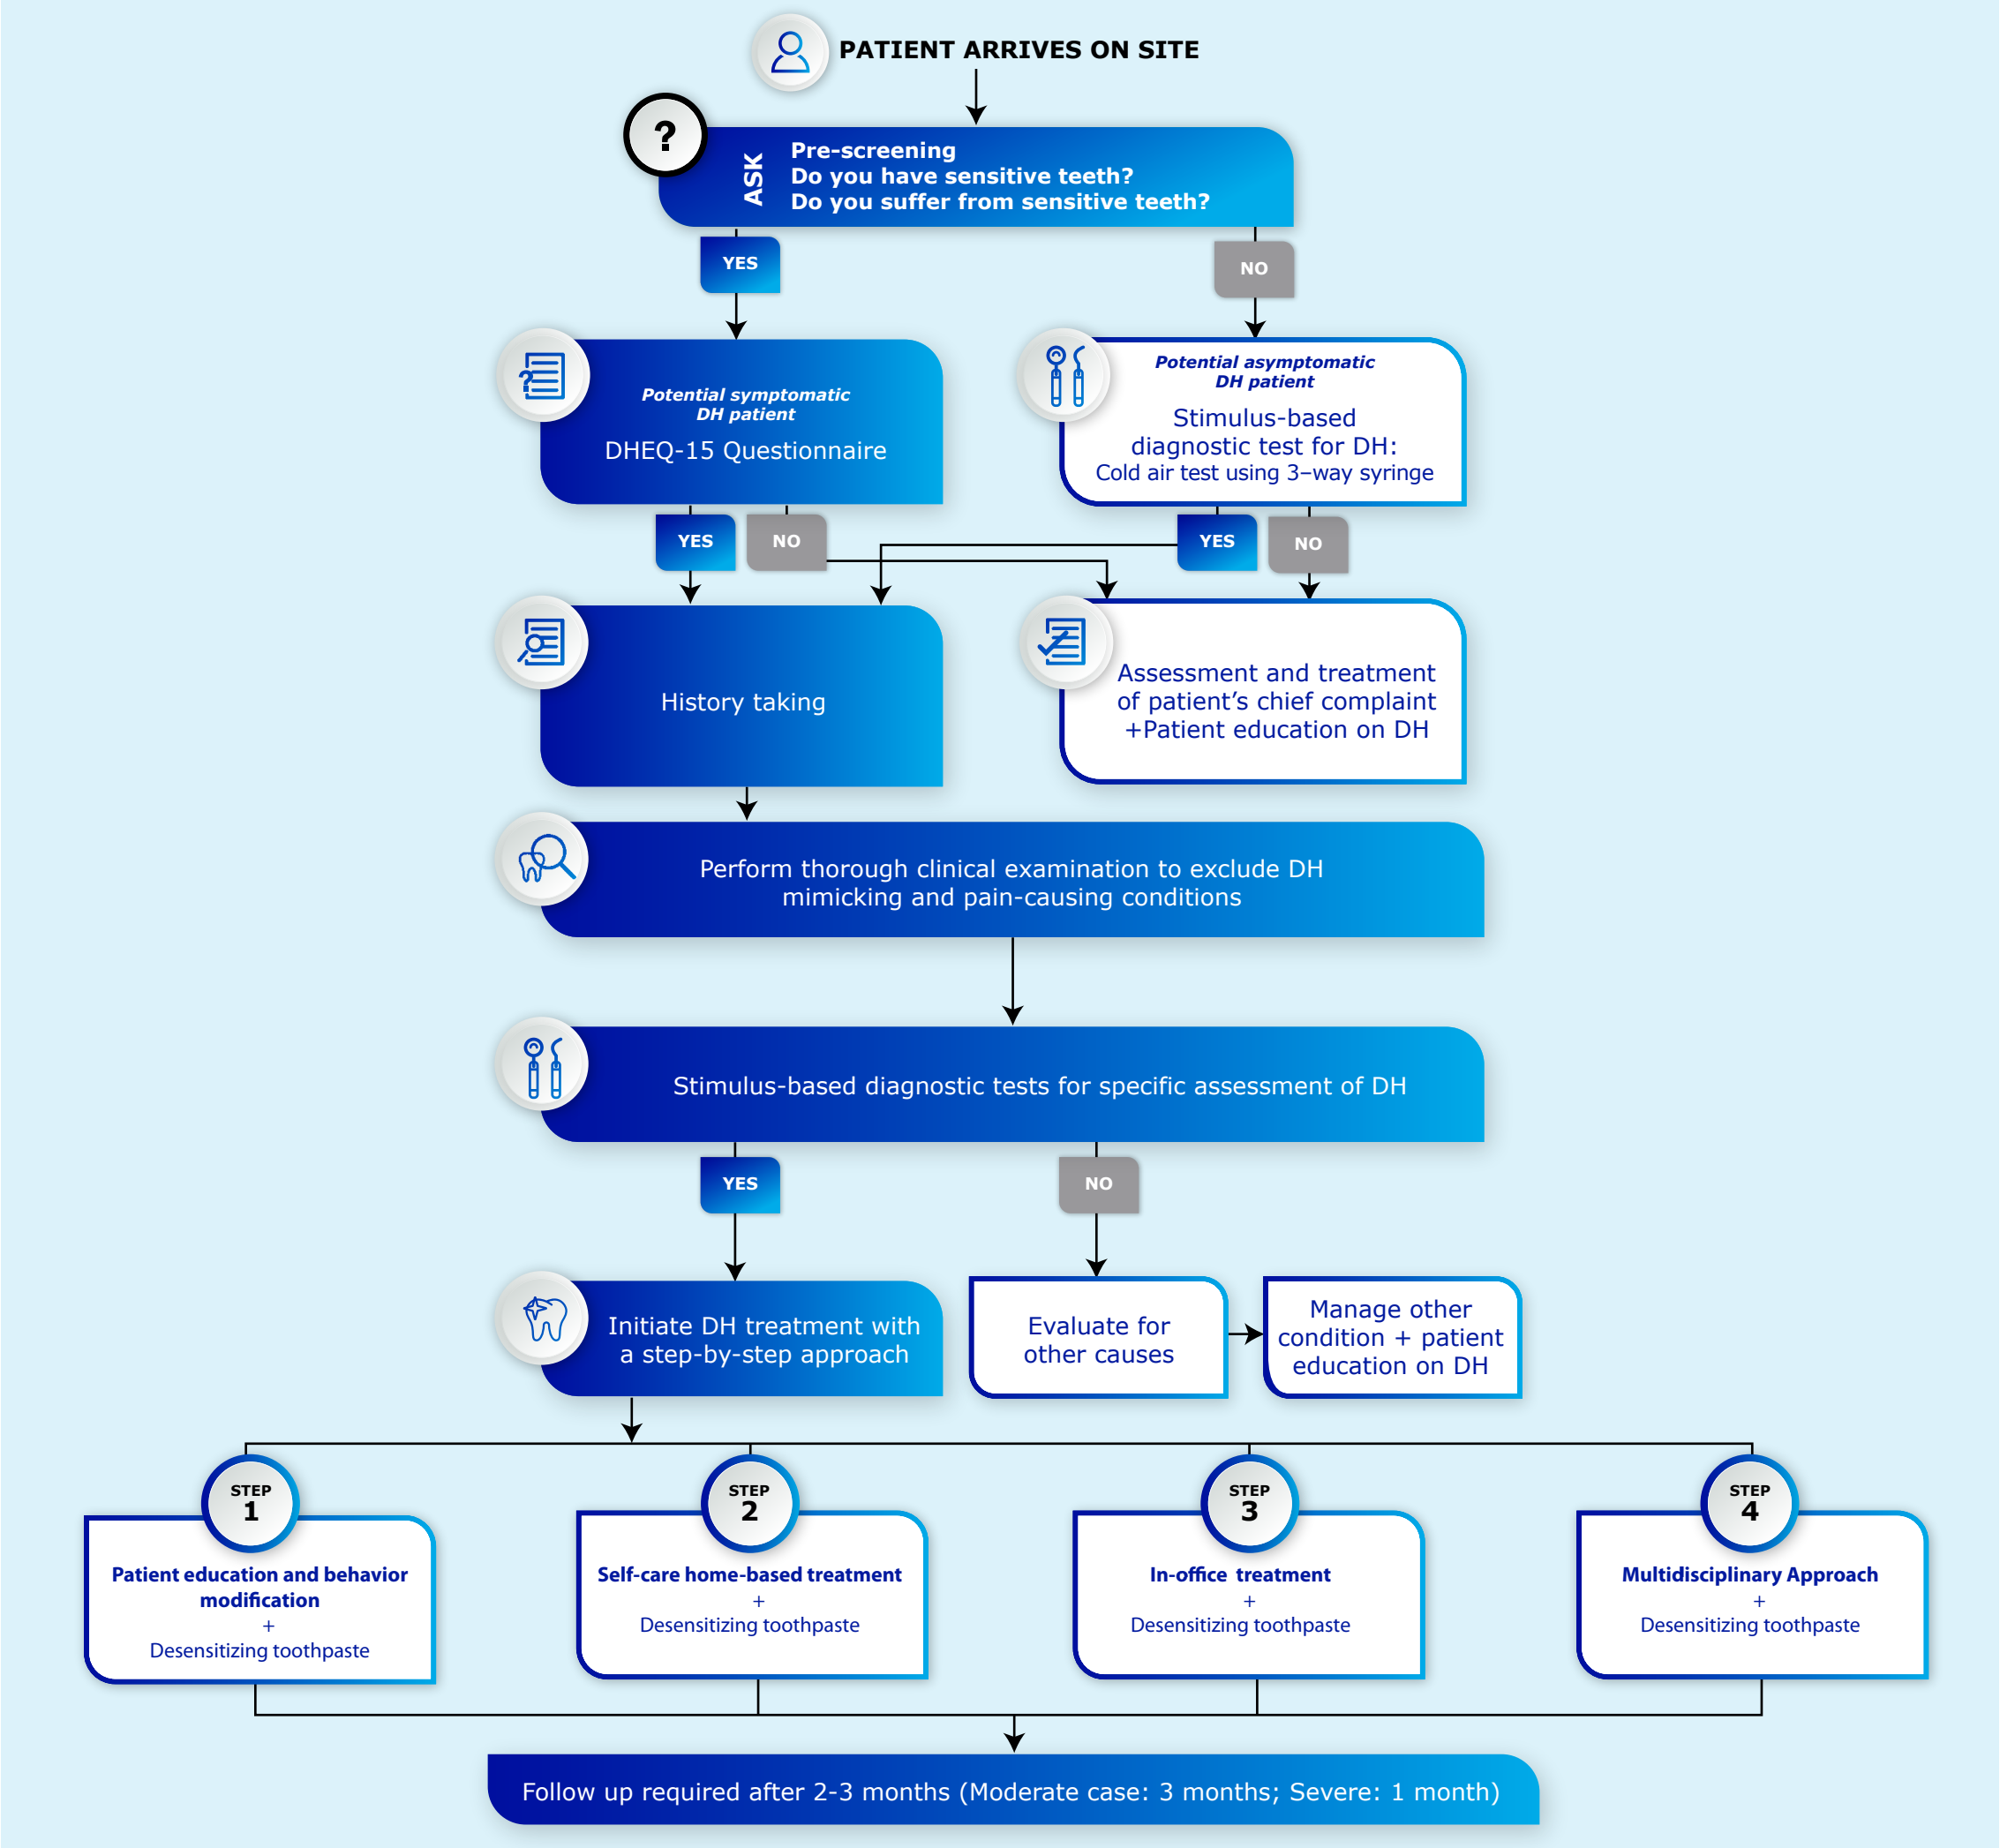 PATIENT ARRIVES ON SITE
?
ASK
Pre-screening
Do you have sensitive teeth?
Do you suffer from sensitive teeth?
YES
NO
?
Potential symptomatic
DH patient
DHEQ-15 Questionnaire
Potential asymptomatic
DH patient
Stimulus-based
diagnostic test for DH:
Cold air test using 3–way syringe
YES
NO
YES
NO
History taking
Assessment and treatment
of patient’s chief complaint
+Patient education on DH
Perform thorough clinical examination to exclude DH
mimicking and pain-causing conditions
Stimulus-based diagnostic tests for specific assessment of DH
YES
NO
Initiate DH treatment with
a step-by-step approach
Evaluate for
other causes
Manage other
condition + patient
education on DH
STEP
1
Patient education and behavior
modification
+
Desensitizing toothpaste
STEP
2
Self-care home-based treatment
+
Desensitizing toothpaste
STEP
3
In-office  treatment
+
Desensitizing toothpaste
STEP
4
Multidisciplinary Approach
+
Desensitizing toothpaste
Follow up required after 2-3 months (Moderate case: 3 months; Severe: 1 month)